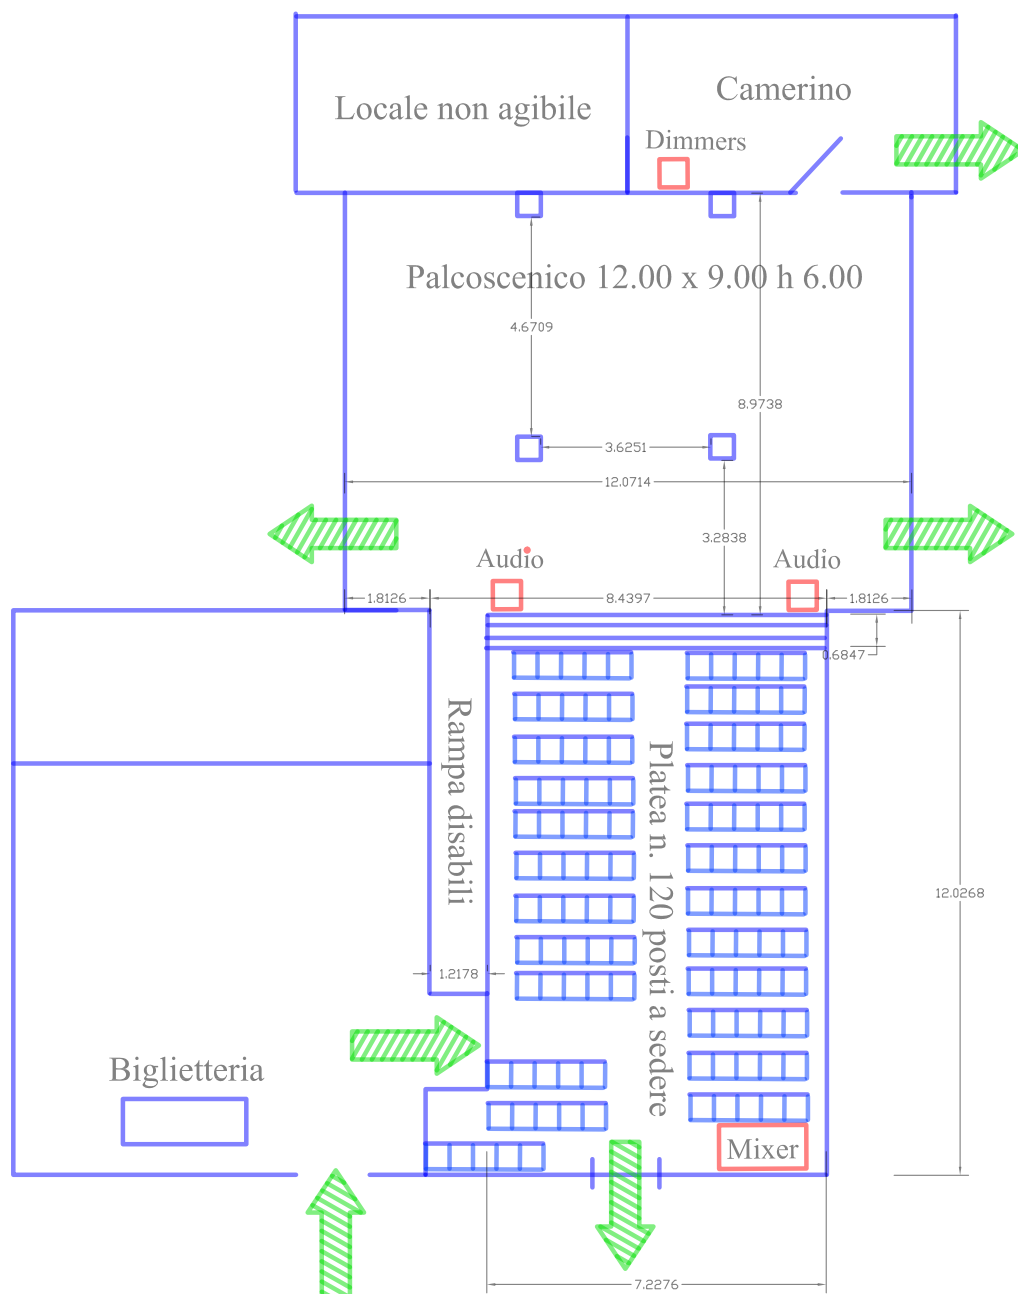 Locale non agibile
Camerino
Dimmers
Palcoscenico 12.00 x 9.00 h 6.00
4.6709
8.9738
3.6251
12.0714
3.2838
Audio
Audio
1.8126
8.4397
1.8126
0.6847
Rampa disabili
Platea n. 120 posti a sedere
12.0268
1.2178
Biglietteria
Mixer
7.2276